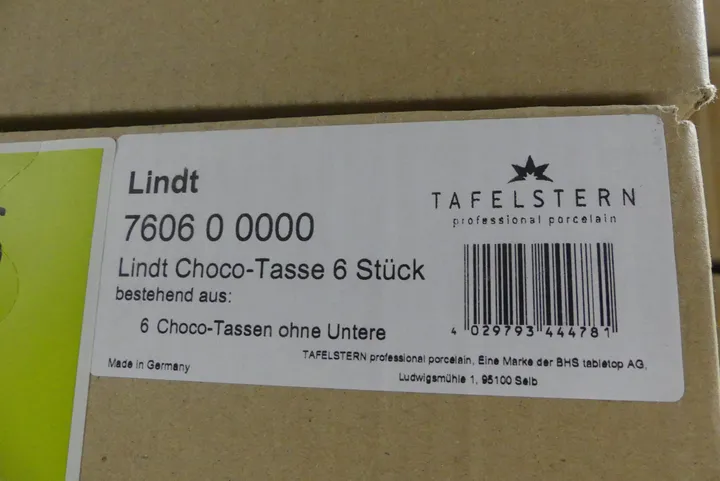 Lindt
7606 0 0000
Lindt Choco-Tasse 6 Stück
bestehend aus:
6 Choco-Tassen ohne Untere
Made in Germany
TAFELSTERN
professional porcelain
4 029793 444781
TAFELSTERN professional porcelain, Eine Marke der BHS tabletop AG,
Ludwigsmühle 1, 95100 Selb